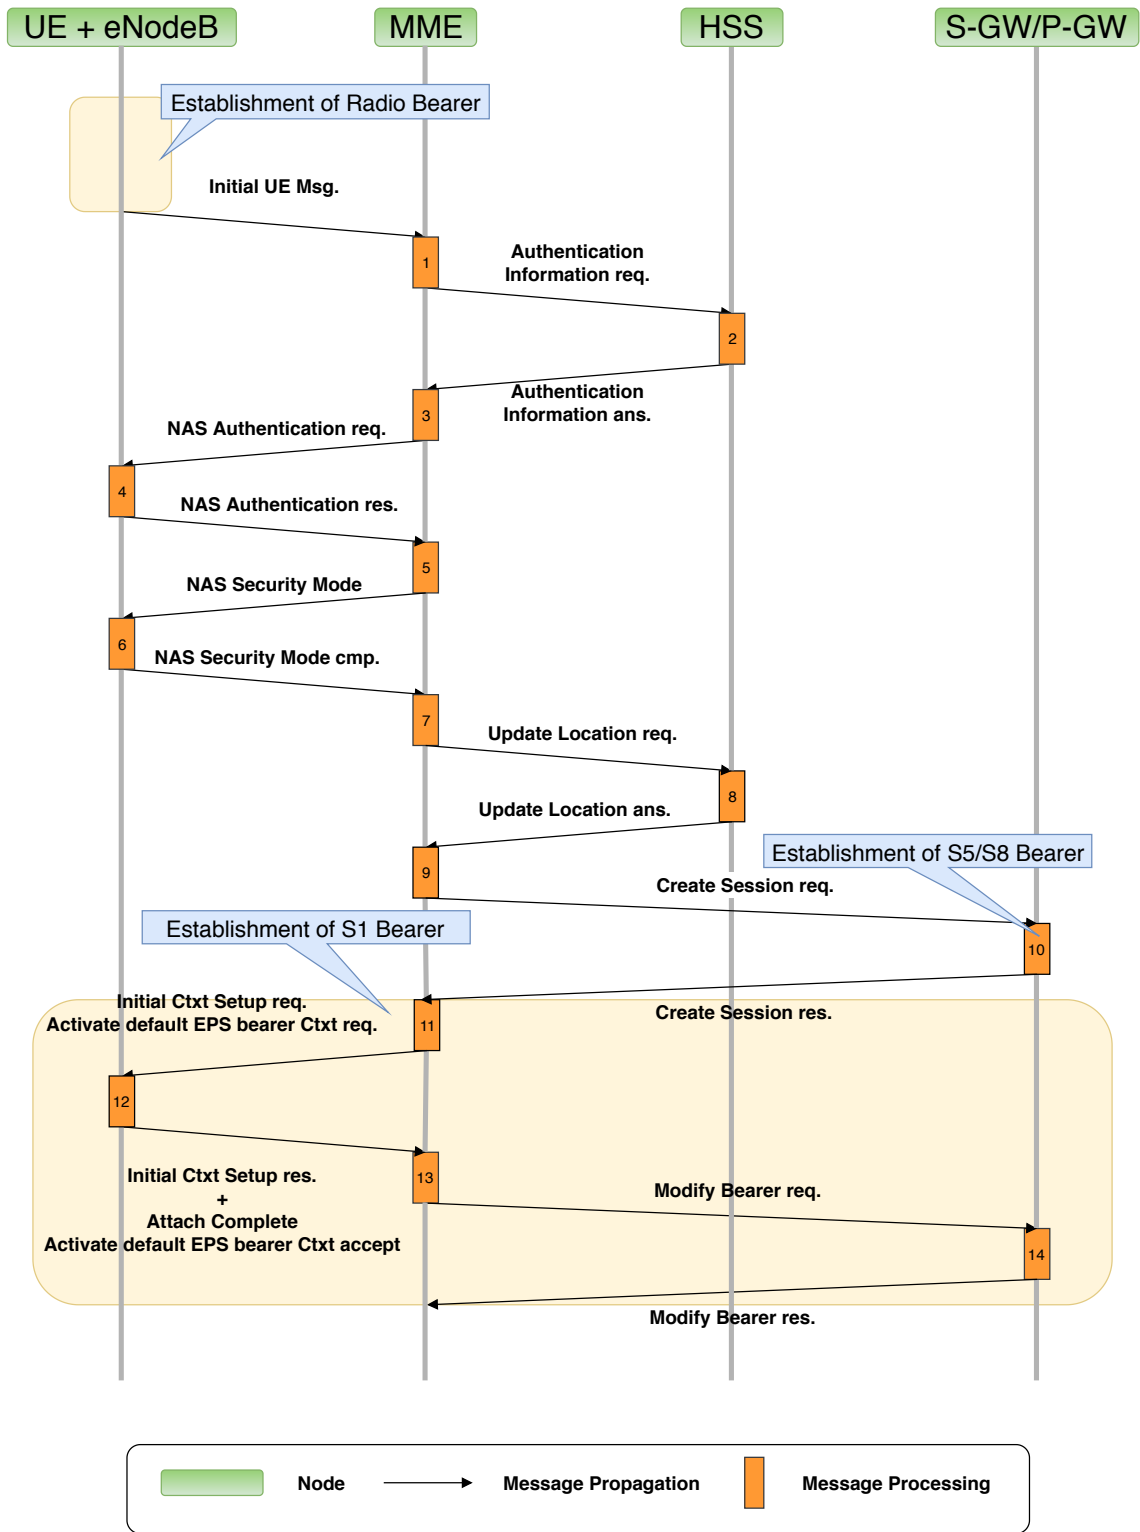 UE + eNodeB
MME
HSS
S-GW/P-GW
Establishment of Radio Bearer
Initial UE Msg.
1
Authentication
Information req.
2
Authentication
Information ans.
3
NAS Authentication req.
4
NAS Authentication res.
5
NAS Security Mode
6
NAS Security Mode cmp.
7
Update Location req.
8
Update Location ans.
9
Establishment of S5/S8 Bearer
Create Session req.
10
Establishment of S1 Bearer
Create Session res.
Initial Ctxt Setup req.
Activate default EPS bearer Ctxt req.
11
12
Initial Ctxt Setup res.
+
Attach Complete
Activate default EPS bearer Ctxt accept
13
Modify Bearer req.
14
Modify Bearer res.
Node
Message Propagation
Message Processing